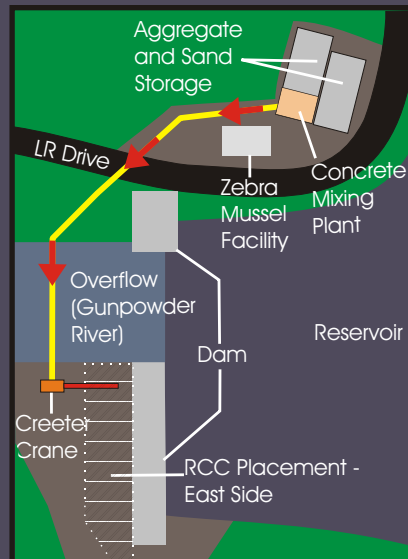 Aggregate
and Sand
Storage
LR Drive
Zebra
Mussel
Facility
Concrete
Mixing
Plant
Overflow
(Gunpowder
River)
Reservoir
Dam
Creeter
Crane
RCC Placement -
East Side